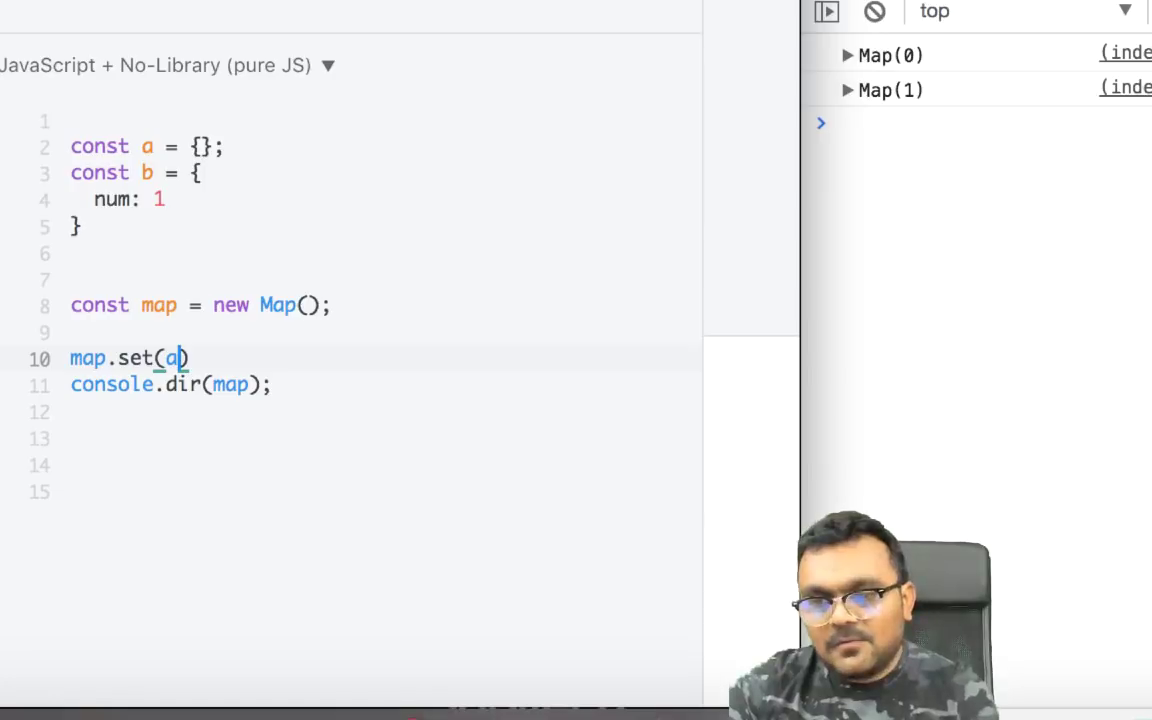 top ▼
JavaScript + No-Library (pure JS) ▼
▶ Map(0) (inde
▶ Map(1) (inde
1
2 const a = {};
3 const b = {
4 num: 1
5 }
6
7
8 const map = new Map();
9
10 map.set(a)
11 console.dir(map);
12
13
14
15